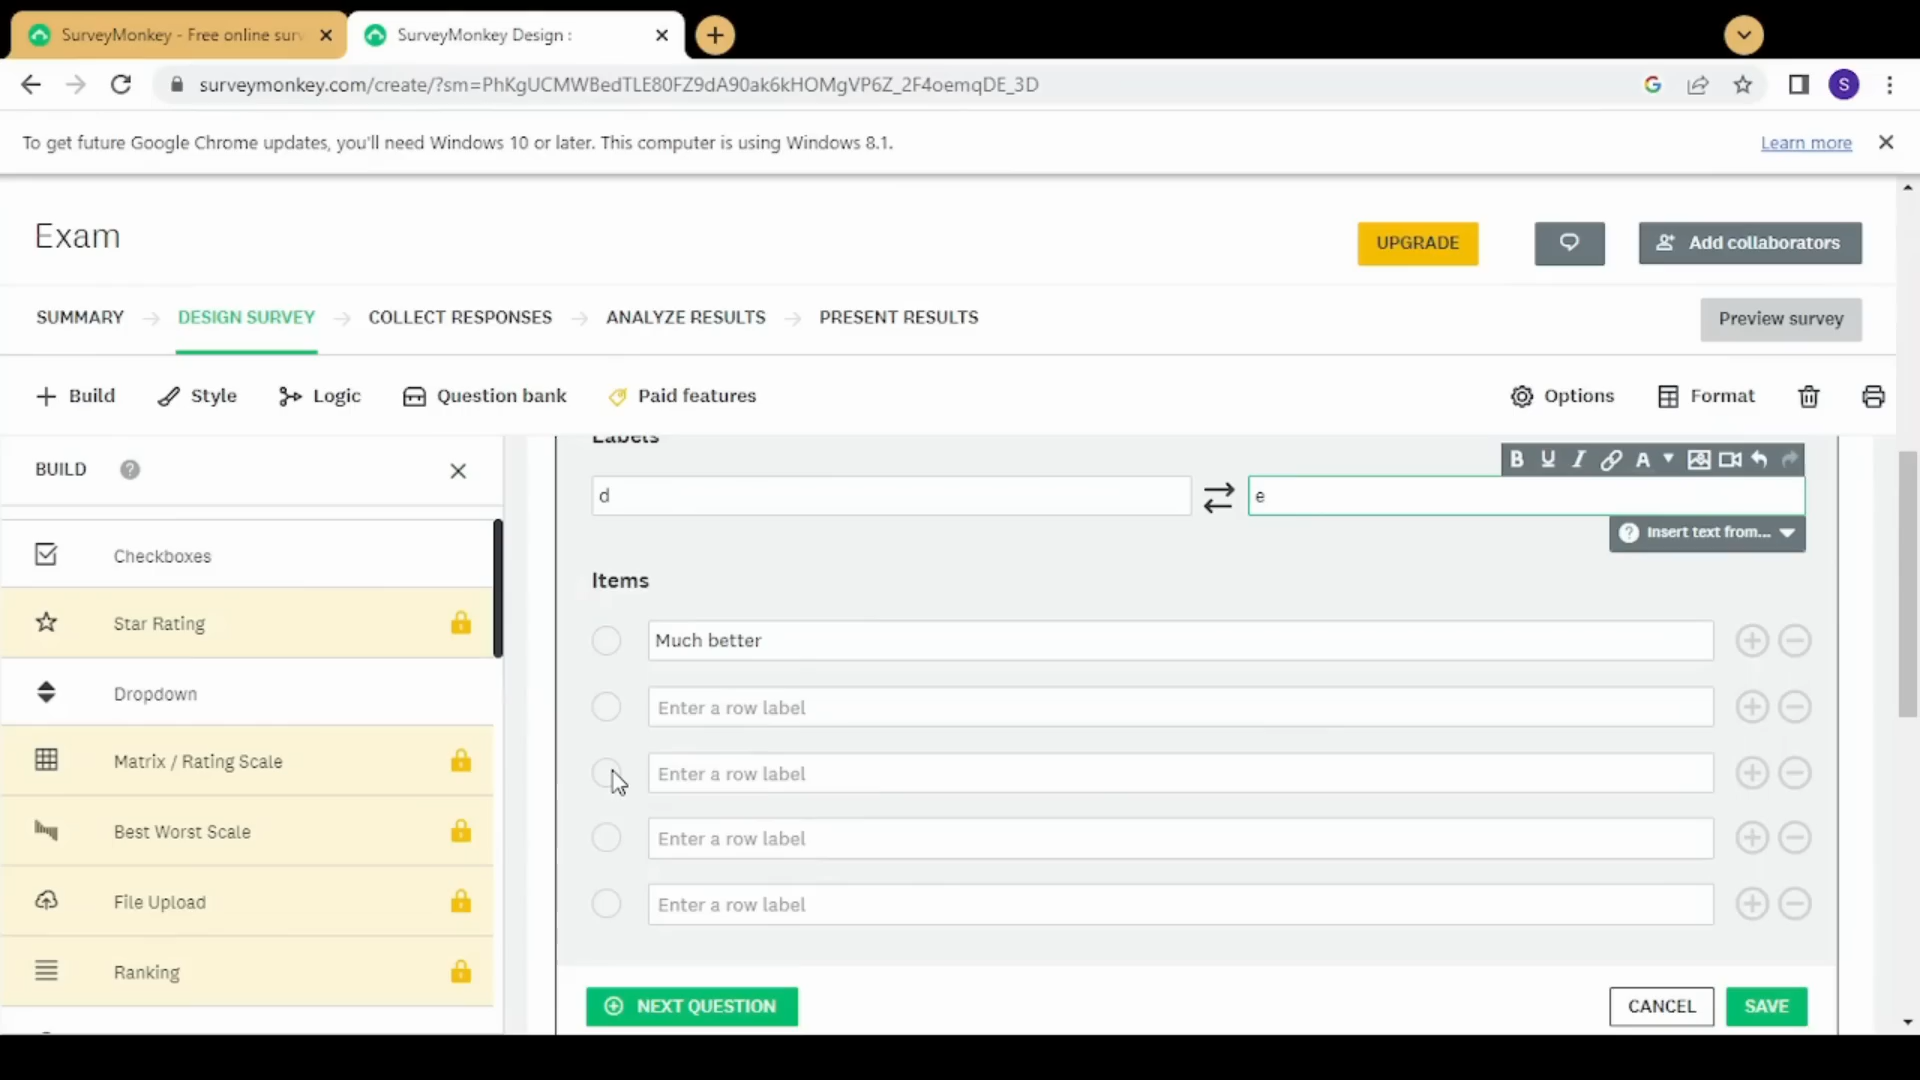 SurveyMonkey - Free online surv
SurveyMonkey Design :
surveymonkey.com/create/?sm=PhKgUCMWBedTLE80FZ9dA90ak6kHOMgVP6Z_2F4oemqDE_3D
S
To get future Google Chrome updates, you'll need Windows 10 or later. This computer is using Windows 8.1.
Learn more
Exam
UPGRADE
Add collaborators
SUMMARY
DESIGN SURVEY
COLLECT RESPONSES
ANALYZE RESULTS
PRESENT RESULTS
Preview survey
Build
Style
Logic
Question bank
Paid features
Options
Format
BUILD
Checkboxes
Star Rating
Dropdown
Matrix / Rating Scale
Best Worst Scale
File Upload
Ranking
Labels
B U I A
d
e
Insert text from...
Items
Much better
Enter a row label
Enter a row label
Enter a row label
Enter a row label
NEXT QUESTION
CANCEL
SAVE